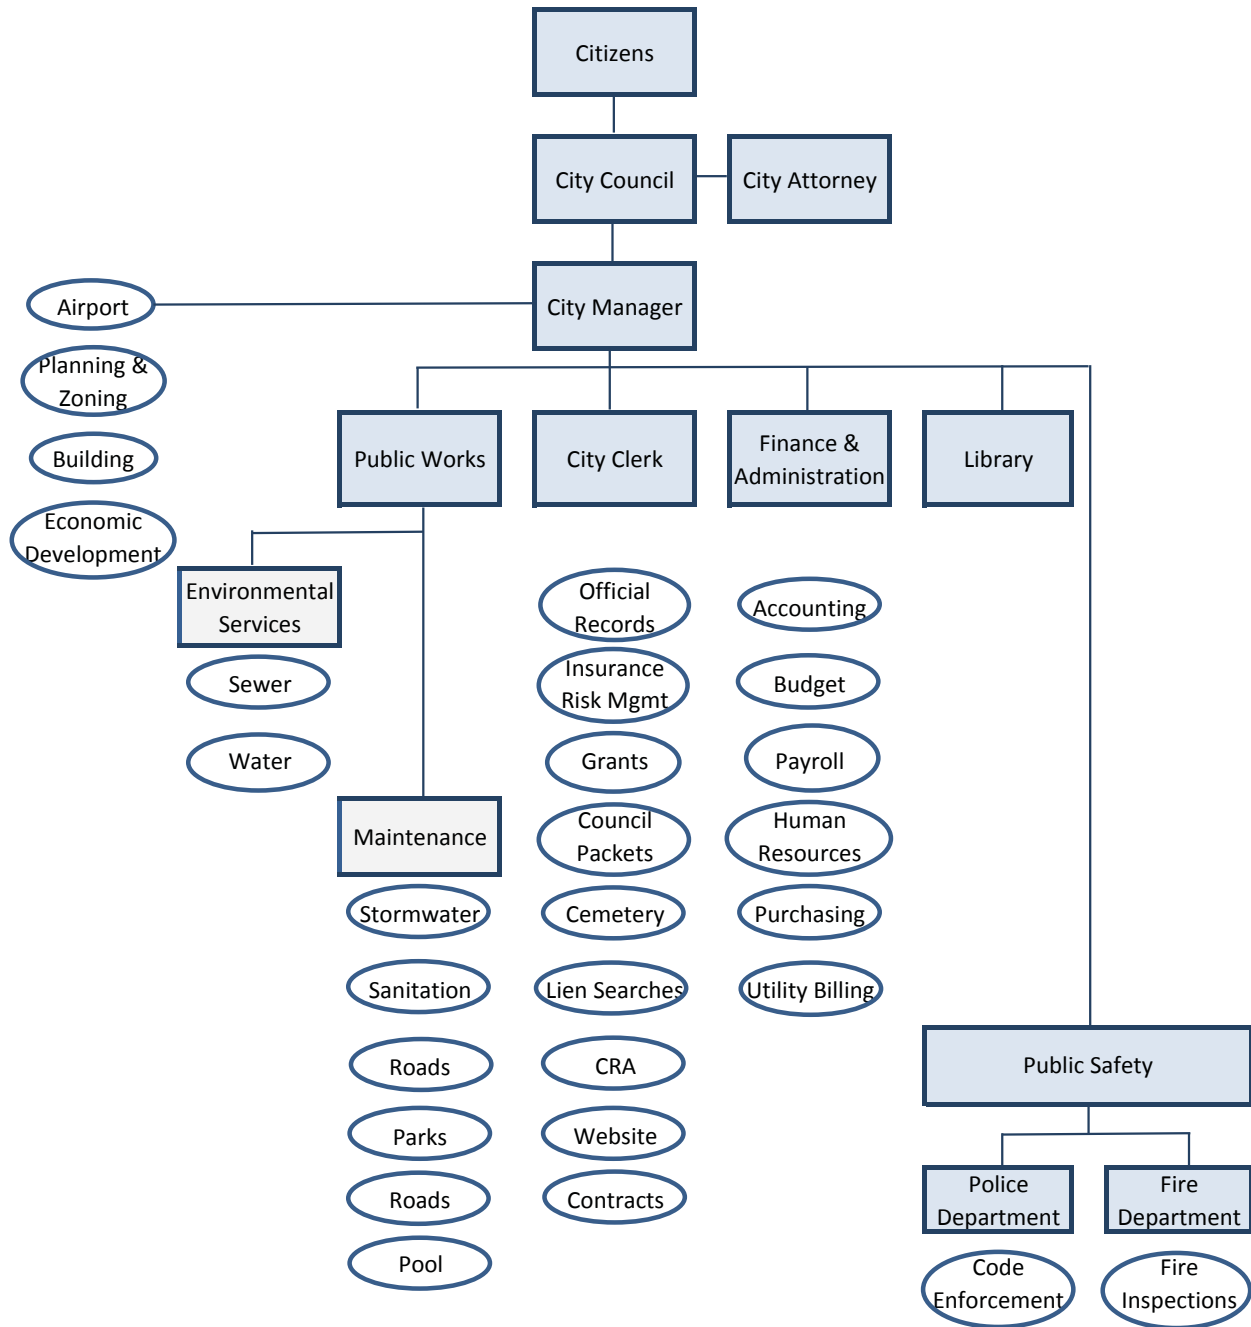 Citizens
City Council
City Attorney
City Manager
Airport
Planning &
Zoning
Building
Economic
Development
Public Works
City Clerk
Finance &
Administration
Library
Environmental
Services
Sewer
Water
Maintenance
Stormwater
Sanitation
Roads
Parks
Roads
Pool
Official
Records
Insurance
Risk Mgmt
Grants
Council
Packets
Cemetery
Lien Searches
CRA
Website
Contracts
Accounting
Budget
Payroll
Human
Resources
Purchasing
Utility Billing
Public Safety
Police
Department
Code
Enforcement
Fire
Department
Fire
Inspections